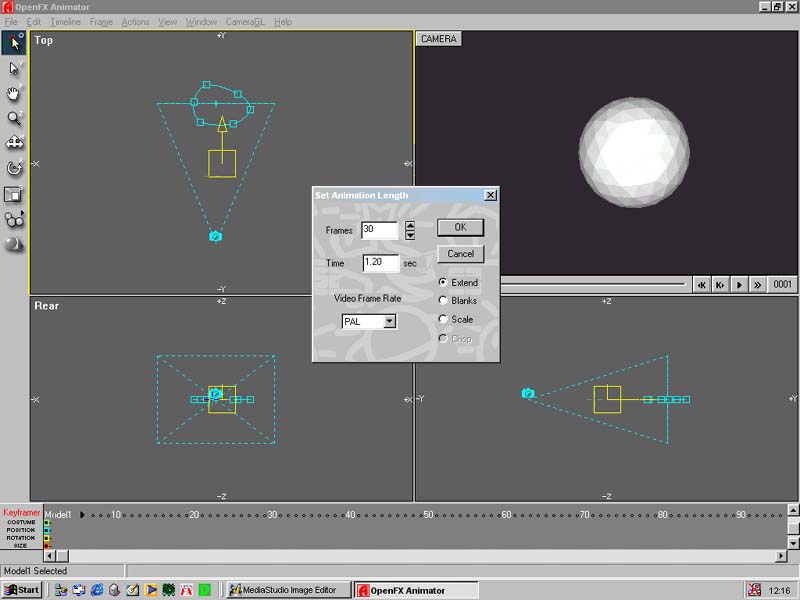 OpenFX Animator
File Edit Timeline Frame Actions View Window CameraGL Help
Top
+Y
-X
-X
-Y
CAMERA
Set Animation Length
Frames 30
OK
Time 1.20 sec
Cancel
Video Frame Rate
PAL
Extend
Blanks
Scale
Crop
0001
Rear
+Z
-X
-X
-Z
+Z
-Y
+Y
-Z
Keyframer
Model1 10 20 30 40 50 60 70 80 90
COSTUME
POSITION
ROTATION
SIZE
Model1 Selected
Start
MediaStudio Image Editor
OpenFX Animator
12:16